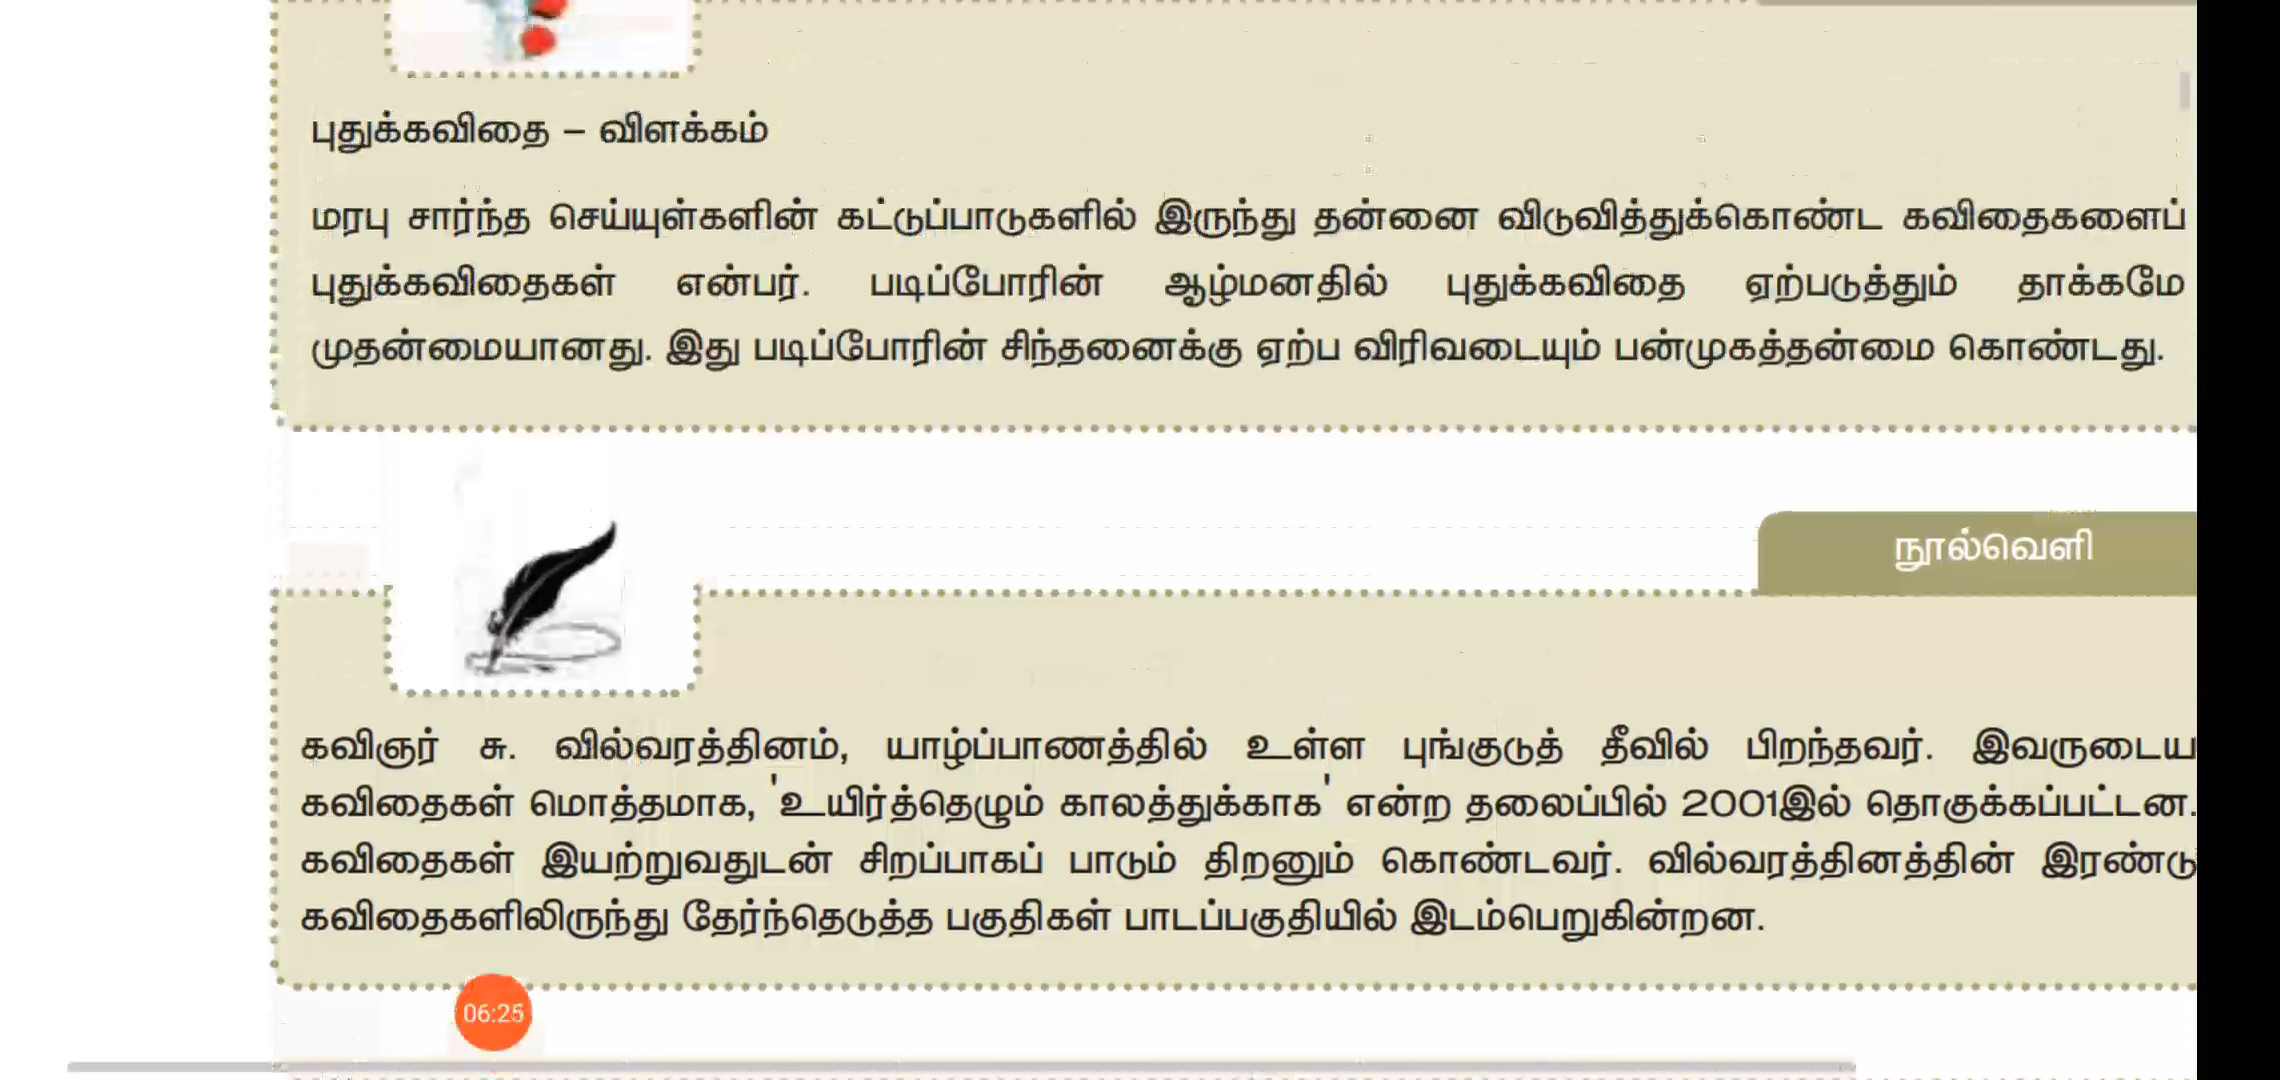 புதுக்கவிதை – விளக்கம்
மரபு சார்ந்த செய்யுள்களின் கட்டுப்பாடுகளில் இருந்து தன்னை விடுவித்துக்கொண்ட கவிதைகளைப்
புதுக்கவிதைகள் என்பர். படிப்போரின் ஆழ்மனதில் புதுக்கவிதை ஏற்படுத்தும் தாக்கமே
முதன்மையானது. இது படிப்போரின் சிந்தனைக்கு ஏற்ப விரிவடையும் பன்முகத்தன்மை கொண்டது.
நூல்வெளி
கவிஞர் சு. வில்வரத்தினம், யாழ்ப்பாணத்தில் உள்ள புங்குடுத் தீவில் பிறந்தவர். இவருடைய
கவிதைகள் மொத்தமாக, 'உயிர்த்தெழும் காலத்துக்காக' என்ற தலைப்பில் 2001இல் தொகுக்கப்பட்டன.
கவிதைகள் இயற்றுவதுடன் சிறப்பாகப் பாடும் திறனும் கொண்டவர். வில்வரத்தினத்தின் இரண்டு
கவிதைகளிலிருந்து தேர்ந்தெடுத்த பகுதிகள் பாடப்பகுதியில் இடம்பெறுகின்றன.
06:25